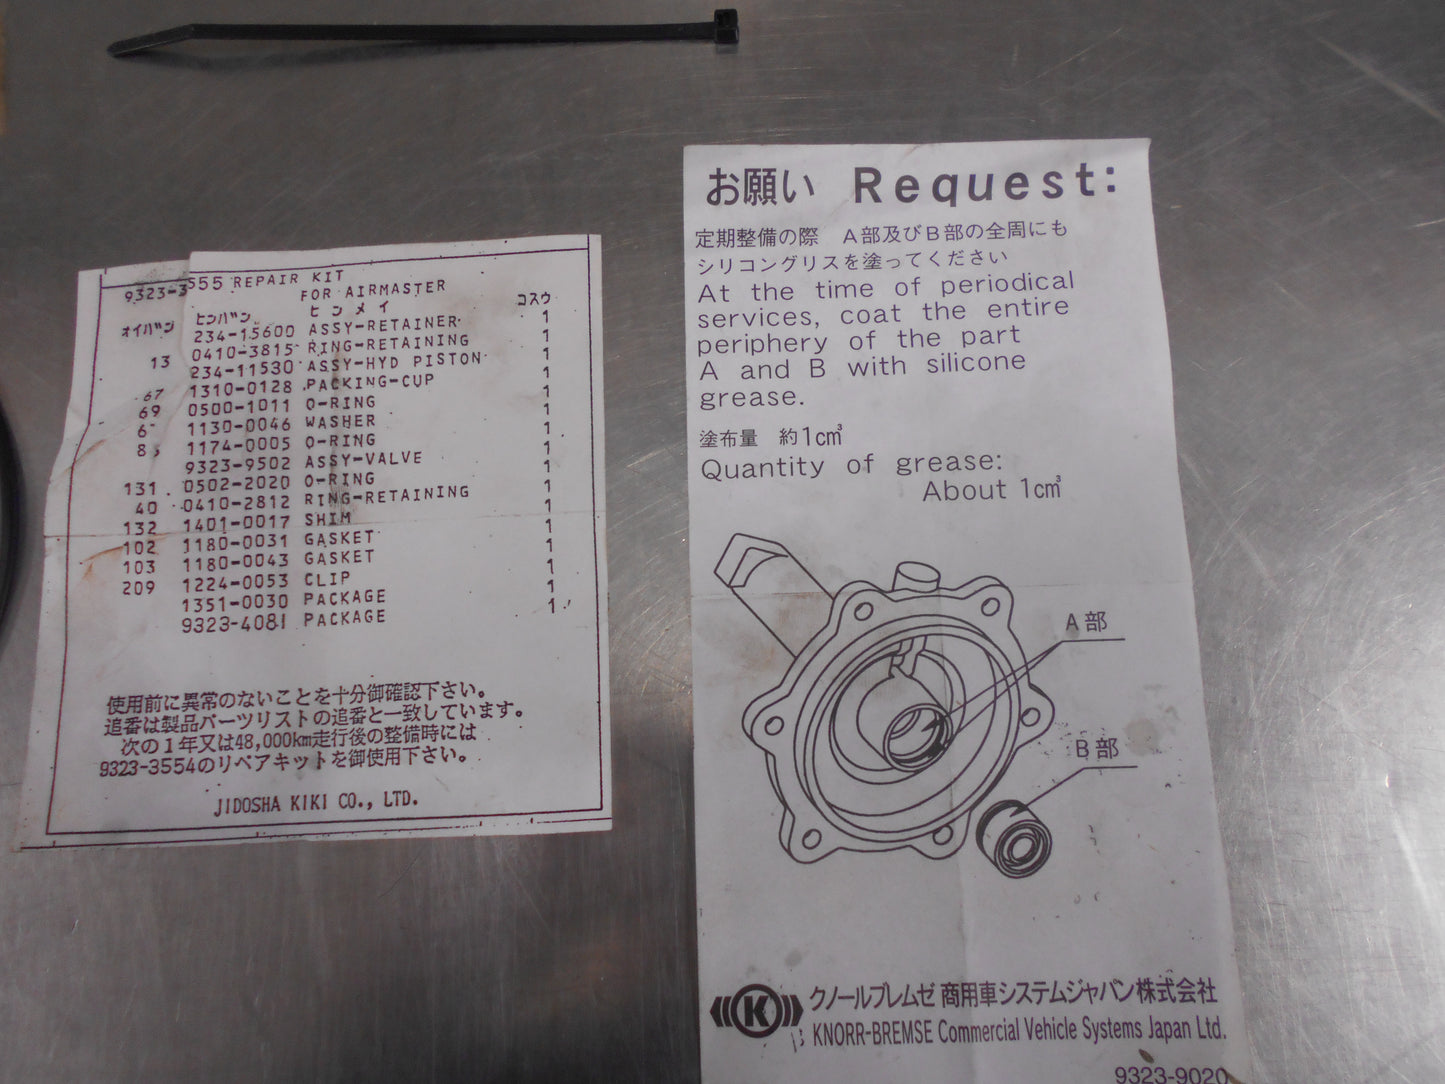 9323-3555 REPAIR KIT
FOR AIRMASTER
オイバン ヒンバン ヒンメイ コスウ
234-15600 ASSY-RETAINER 1
13 0410-3815 RING-RETAINING 1
234-11530 ASSY-HYD PISTON 1
67 1310-0128 PACKING-CUP 1
69 0500-1011 O-RING 1
6 1130-0046 WASHER 1
8 1174-0005 O-RING 1
9323-9502 ASSY-VALVE 1
131 0502-2020 O-RING 1
40 0410-2812 RING-RETAINING 1
132 1401-0017 SHIM 1
102 1180-0031 GASKET 1
103 1180-0043 GASKET 1
209 1224-0053 CLIP 1
1351-0030 PACKAGE 1
9323-4081 PACKAGE 1
使用前に異常のないことを十分御確認下さい。
追番は製品パーツリストの追番と一致しています。
次の1年又は48,000km走行後の整備時には
9323-3554のリペアキットを御使用下さい。
JIDOSHA KIKI CO., LTD.
お願い Request:
定期整備の際 A部及びB部の全周にも
シリコングリスを塗ってください
At the time of periodical
services, coat the entire
periphery of the part
A and B with silicone
grease.
塗布量 約1cm³
Quantity of grease:
About 1cm³
A部
B部
K クノールブレムゼ 商用車システムジャパン株式会社
KNORR-BREMSE Commercial Vehicle Systems Japan Ltd.
9323-9020